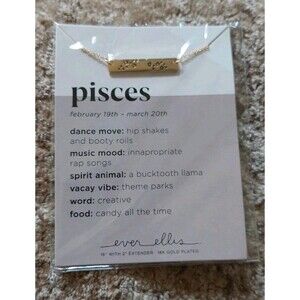 pisces
february 19th - march 20th
dance move: hip shakes
and booty rolls
music mood: innapropriate
rap songs
spirit animal: a bucktooth llama
vacay vibe: theme parks
word: creative
food: candy all the time
ever ellis
16" WITH 2" EXTENDER · 18K GOLD PLATED